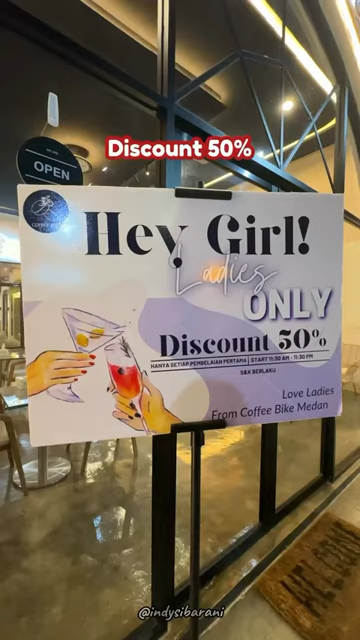 Discount 50%
OPEN
Hey Girl!
Ladies
ONLY
Discount 50%
HANYA SETIAP PEMBELAIAN PERTAMA | START 11:30 AM - 11:30 PM
S&K BERLAKU
Love Ladies
From Coffee Bike Medan
@indysibarani